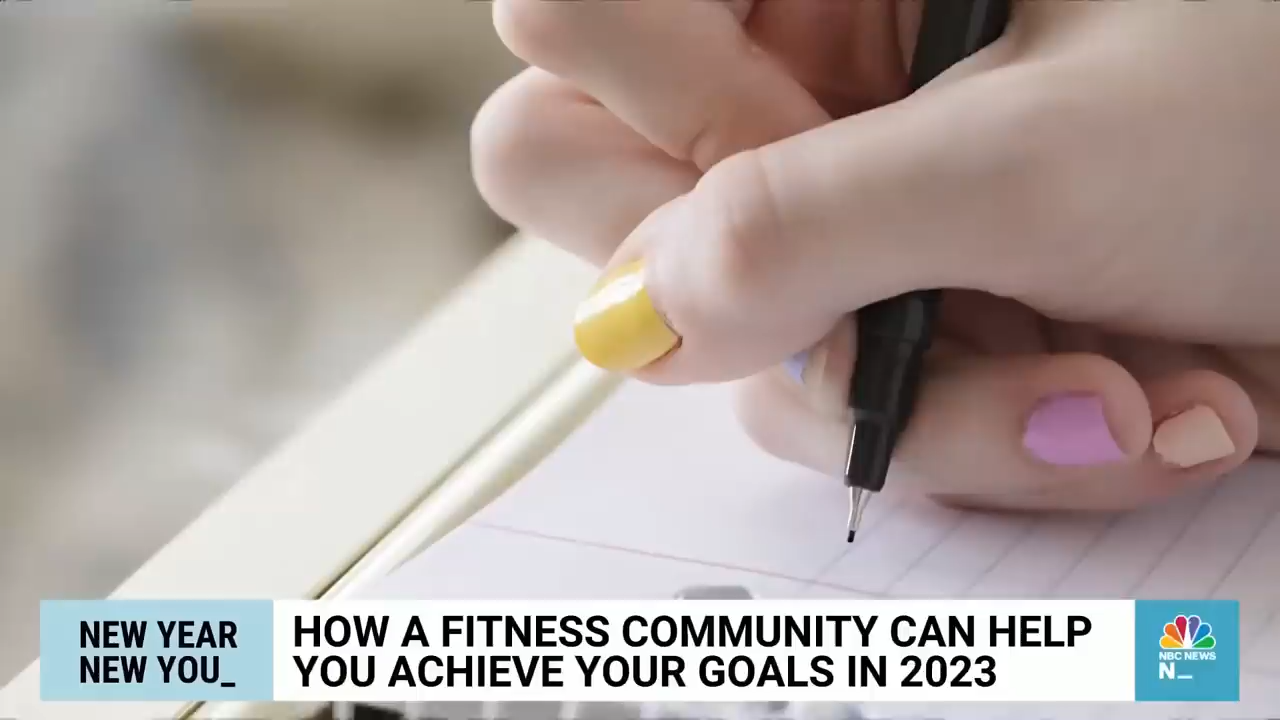 NEW YEAR
NEW YOU_
HOW A FITNESS COMMUNITY CAN HELP
YOU ACHIEVE YOUR GOALS IN 2023
NBC NEWS
N_